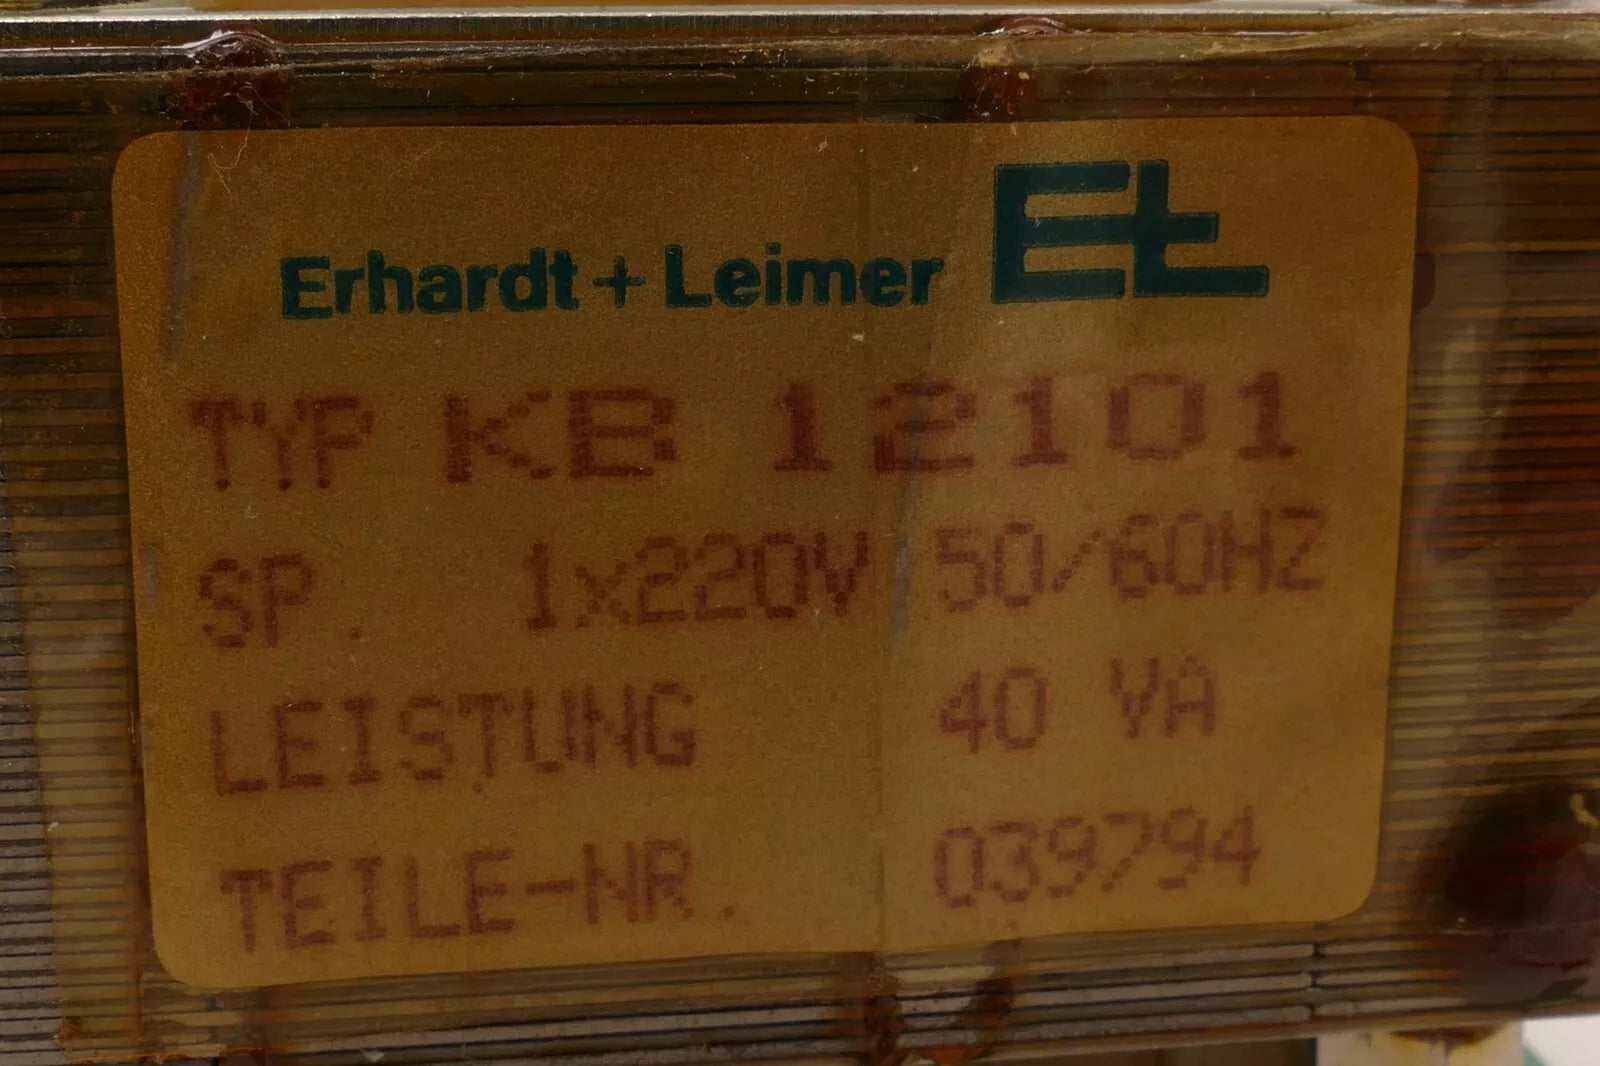 Erhardt + Leimer EL
TYP KB 12101
SP. 1x220V 50/60HZ
LEISTUNG 40 VA
TEILE-NR. 039794